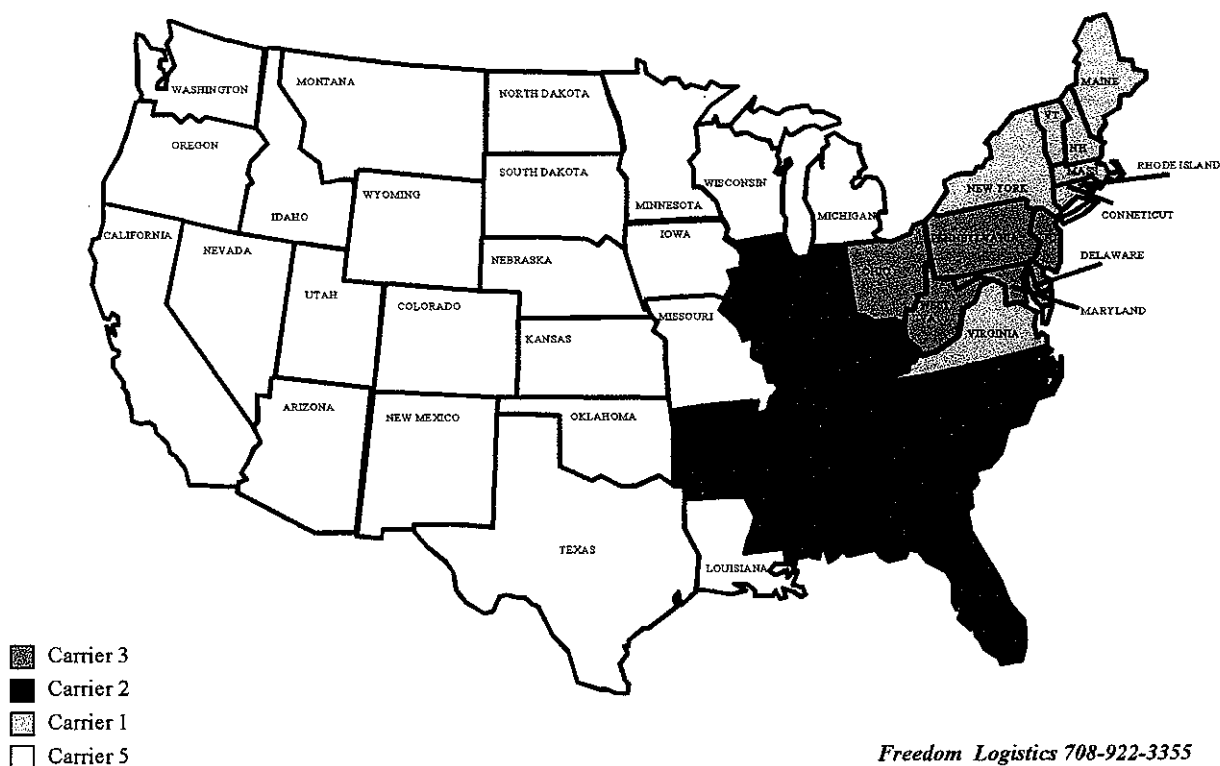 WASHINGTON
MONTANA
NORTH DAKOTA
MAINE
VT
OREGON
NH
MASS
RHODE ISLAND
SOUTH DAKOTA
WISCONSIN
WYOMING
NEW YORK
MINNESOTA
MICHIGAN
IDAHO
CONNETICUT
CALIFORNIA
IOWA
NEVADA
NEBRASKA
DELAWARE
UTAH
COLORADO
MISSOURI
MARYLAND
KANSAS
VIRGINIA
ARIZONA
NEW MEXICO
OKLAHOMA
TEXAS
LOUISIANA
Carrier 3
Carrier 2
Carrier 1
Carrier 5
Freedom Logistics 708-922-3355